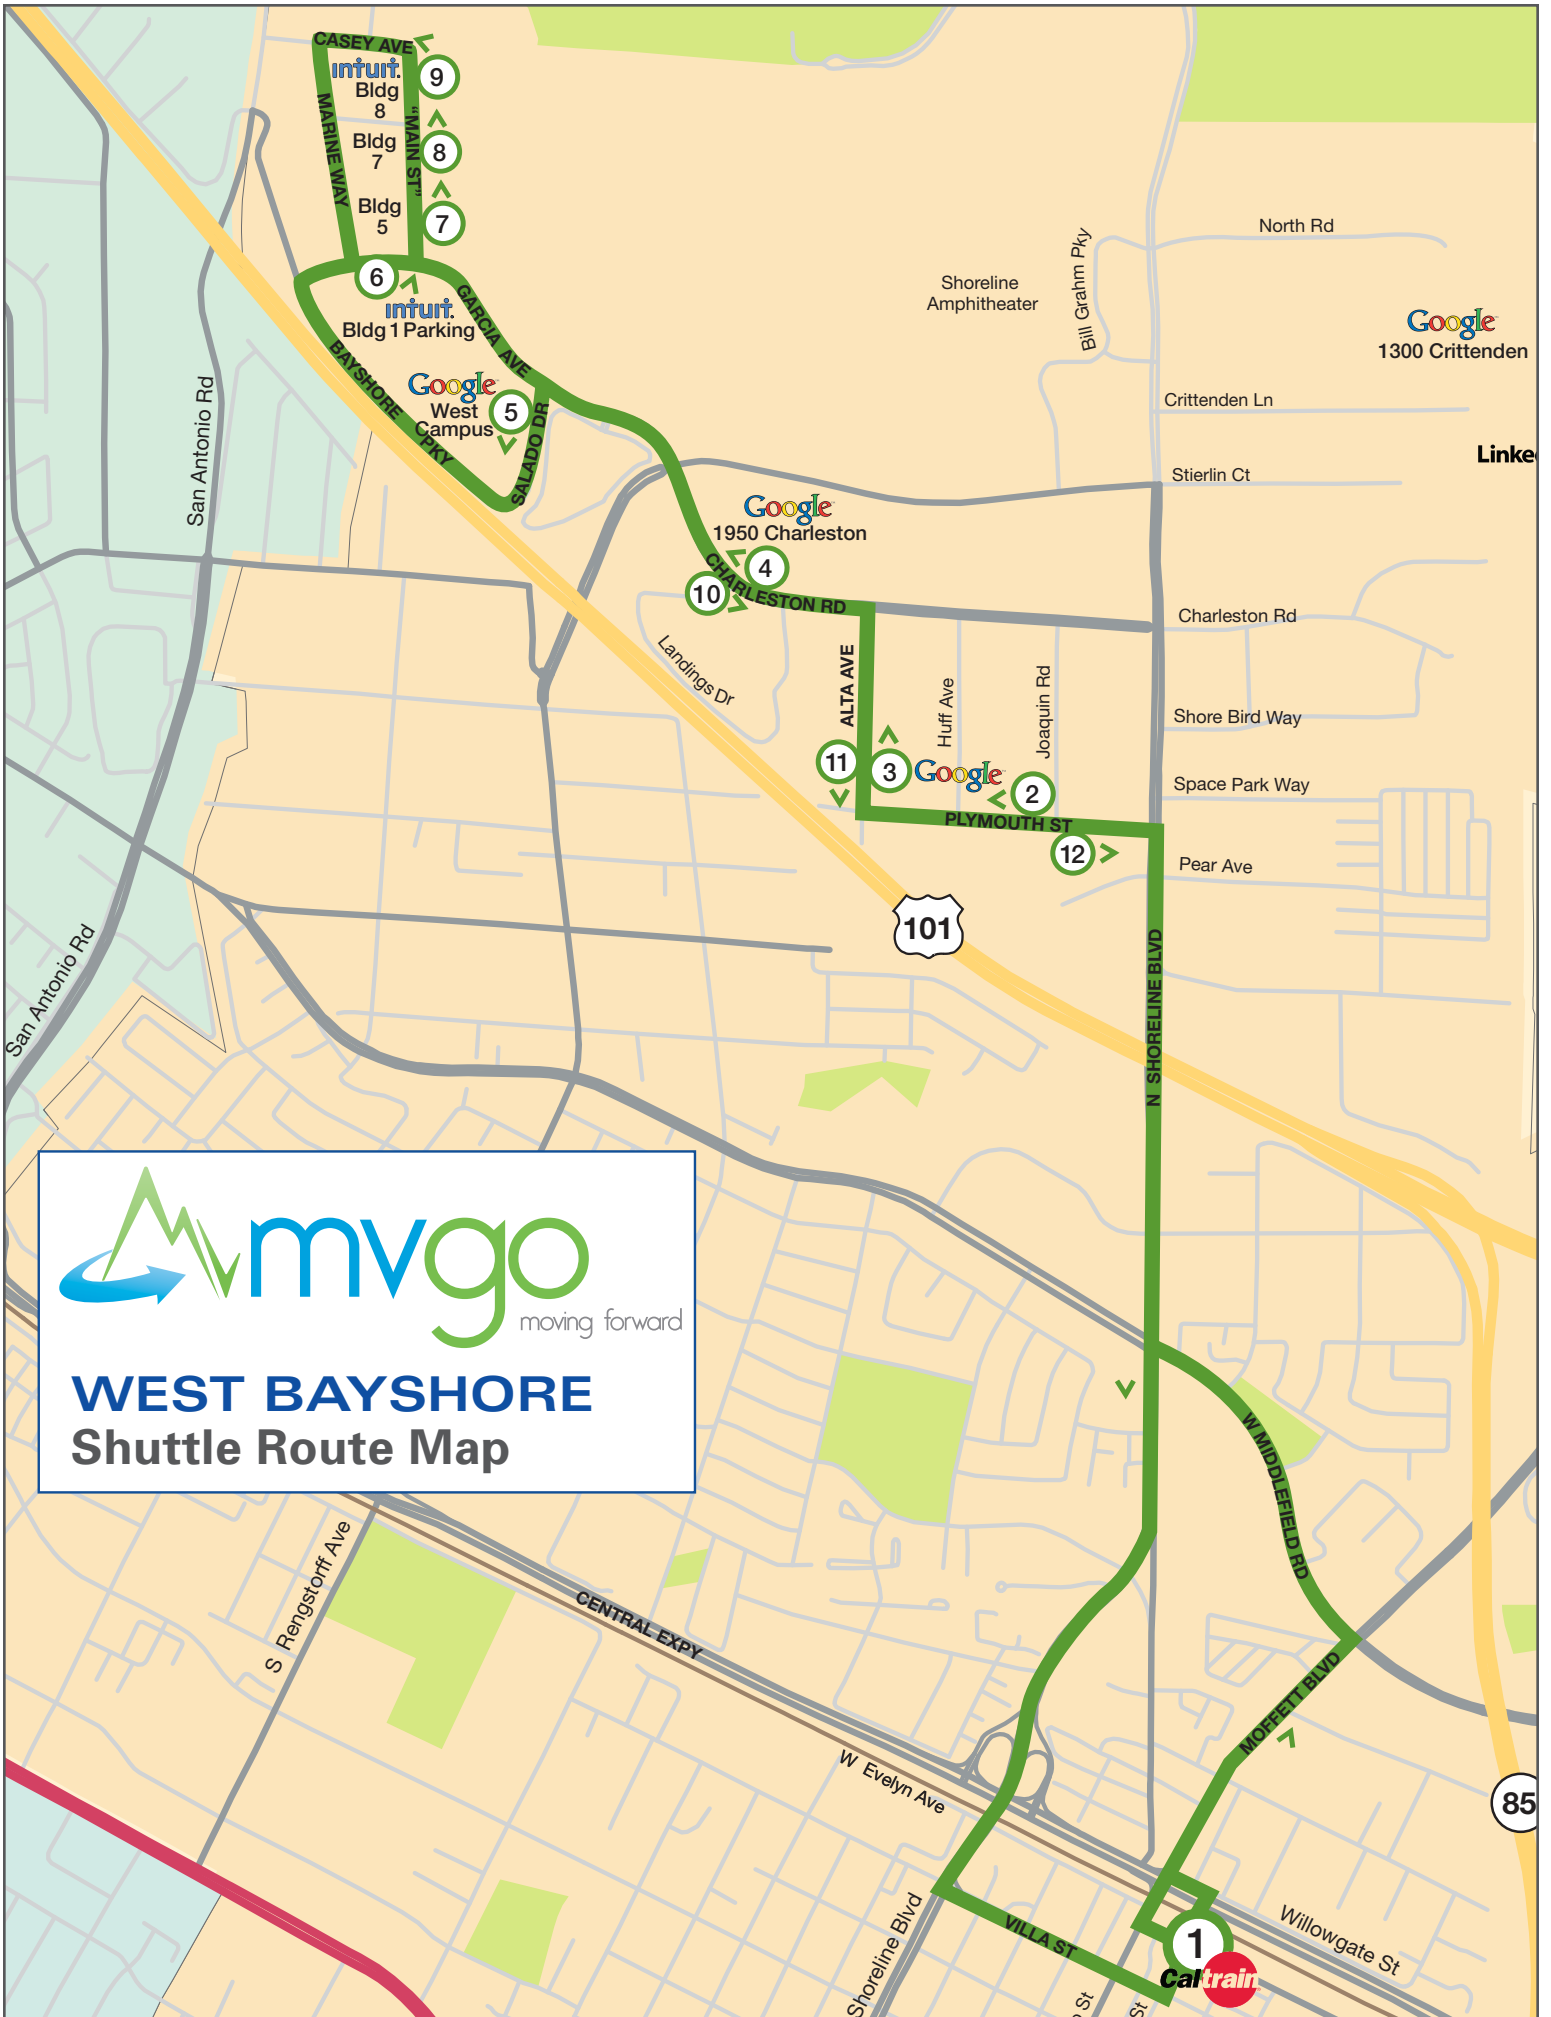 CASEY AVE
intuit.
Bldg
8
9
MARINE WAY
"MAIN ST"
Bldg
7
8
Bldg
5
7
6
intuit.
Bldg 1 Parking
GARCIA AVE
BAYSHORE PKY
Google
West
Campus
5
SALADO DR
San Antonio Rd
Shoreline
Amphitheater
Bill Grahm Pky
North Rd
Google
1300 Crittenden
Crittenden Ln
Stierlin Ct
Google
1950 Charleston
4
10
CHARLESTON RD
Charleston Rd
Landings Dr
ALTA AVE
Huff Ave
Joaquin Rd
Shore Bird Way
11
3
Google
2
Space Park Way
PLYMOUTH ST
12
Pear Ave
101
San Antonio Rd
N SHORELINE BLVD
mvgo
moving forward
WEST BAYSHORE
Shuttle Route Map
W MIDDLEFIELD RD
S Rengstorff Ave
CENTRAL EXPY
MOFFETT BLVD
W Evelyn Ave
85
Shoreline Blvd
VILLA ST
1
Caltrain
Willowgate St
St
St